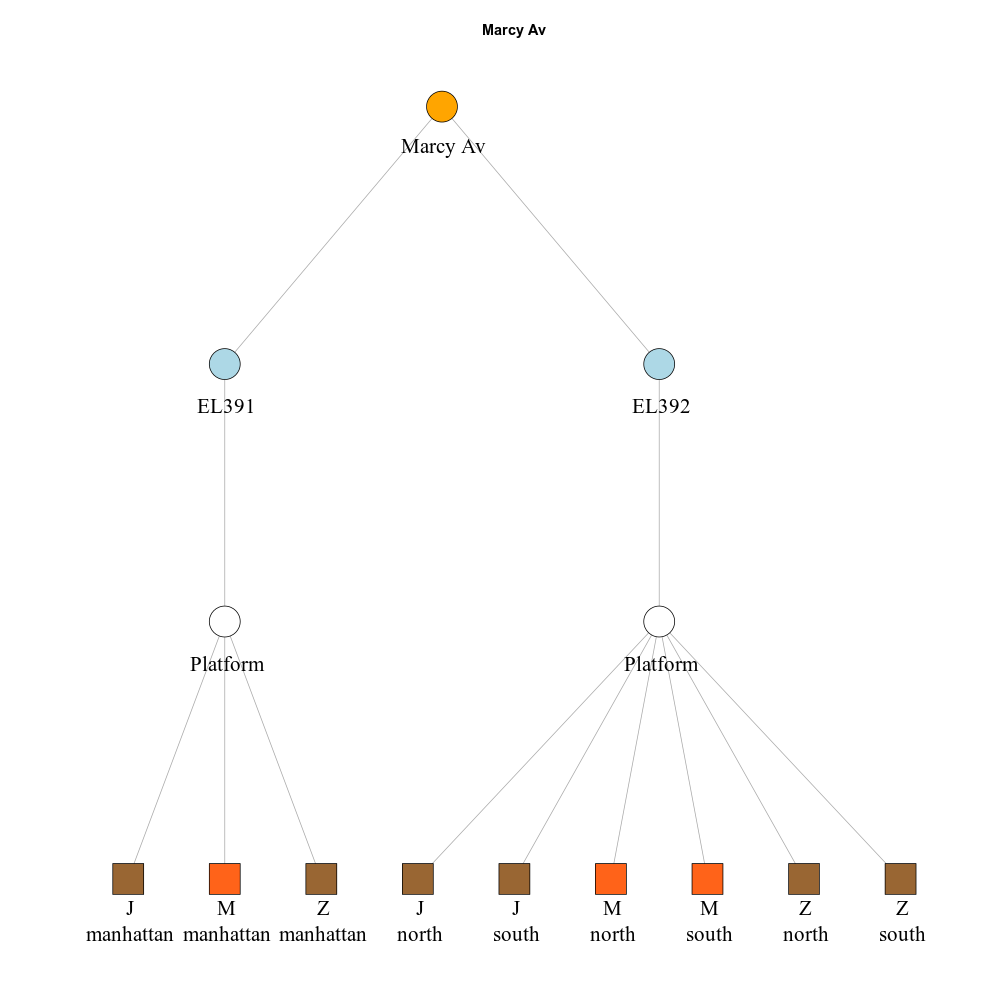 Marcy Av
Marcy Av
EL391
EL392
Platform
Platform
J
manhattan
M
manhattan
Z
manhattan
J
north
J
south
M
north
M
south
Z
north
Z
south